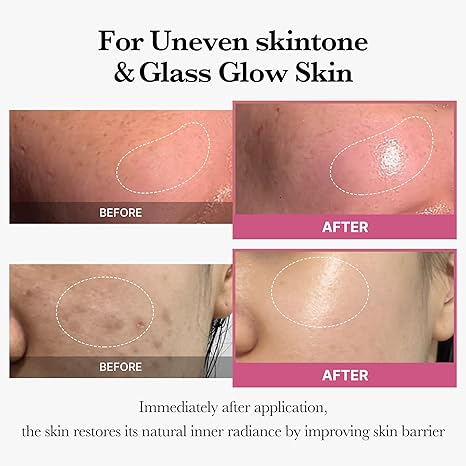 For Uneven skintone
& Glass Glow Skin
BEFORE
AFTER
BEFORE
AFTER
Immediately after application,
the skin restores its natural inner radiance by improving skin barrier